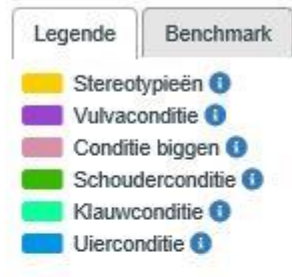 Legende Benchmark
Stereotypieën
Vulvaconditie
Conditie biggen
Schouderconditie
Klauwconditie
Uierconditie